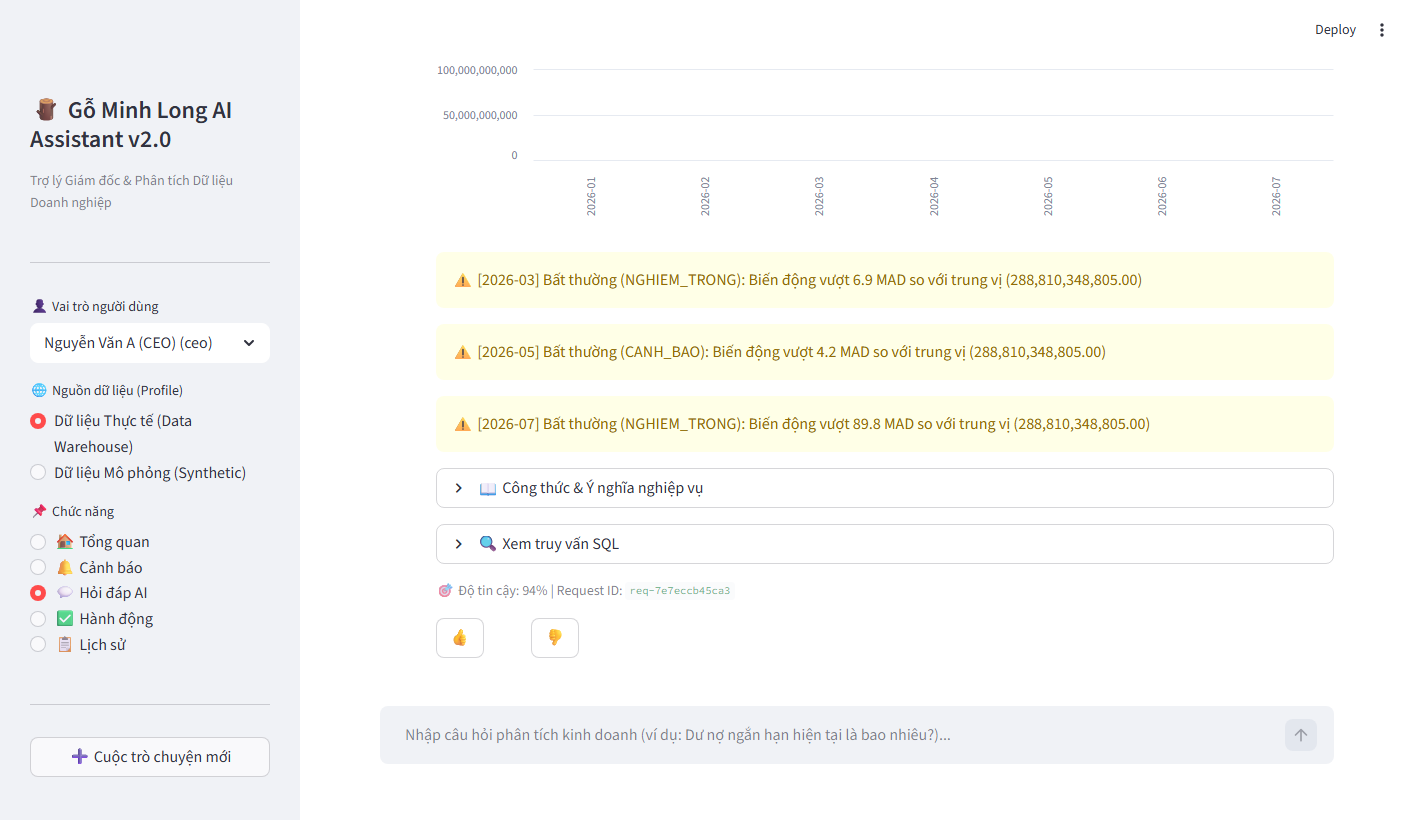 Deploy
Gỗ Minh Long AI
Assistant v2.0
Trợ lý Giám đốc & Phân tích Dữ liệu
Doanh nghiệp
Vai trò người dùng
Nguyễn Văn A (CEO) (ceo)
Nguồn dữ liệu (Profile)
Dữ liệu Thực tế (Data
Warehouse)
Dữ liệu Mô phỏng (Synthetic)
Chức năng
Tổng quan
Cảnh báo
Hỏi đáp AI
Hành động
Lịch sử
Cuộc trò chuyện mới
100,000,000,000
50,000,000,000
0
2026-01
2026-02
2026-03
2026-04
2026-05
2026-06
2026-07
[2026-03] Bất thường (NGHIEM_TRONG): Biến động vượt 6.9 MAD so với trung vị (288,810,348,805.00)
[2026-05] Bất thường (CANH_BAO): Biến động vượt 4.2 MAD so với trung vị (288,810,348,805.00)
[2026-07] Bất thường (NGHIEM_TRONG): Biến động vượt 89.8 MAD so với trung vị (288,810,348,805.00)
Công thức & Ý nghĩa nghiệp vụ
Xem truy vấn SQL
Độ tin cậy: 94% | Request ID: req-7e7eccb45ca3
Nhập câu hỏi phân tích kinh doanh (ví dụ: Dư nợ ngắn hạn hiện tại là bao nhiêu?)...